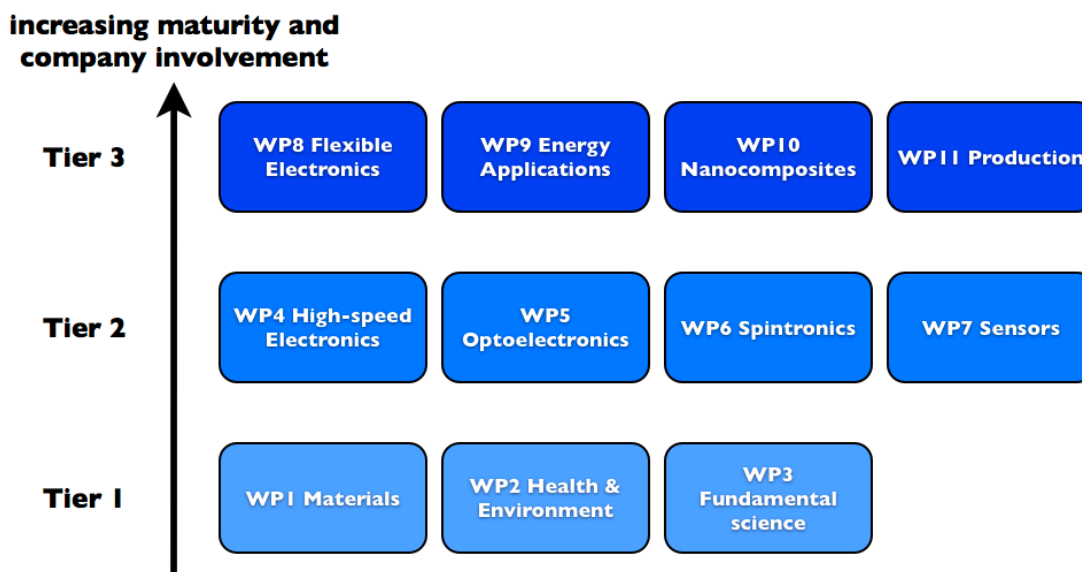 increasing maturity and
company involvement
Tier 3
WP8 Flexible
Electronics
WP9 Energy
Applications
WP10
Nanocomposites
WP11 Production
Tier 2
WP4 High-speed
Electronics
WP5
Optoelectronics
WP6 Spintronics
WP7 Sensors
Tier 1
WP1 Materials
WP2 Health &
Environment
WP3
Fundamental
science